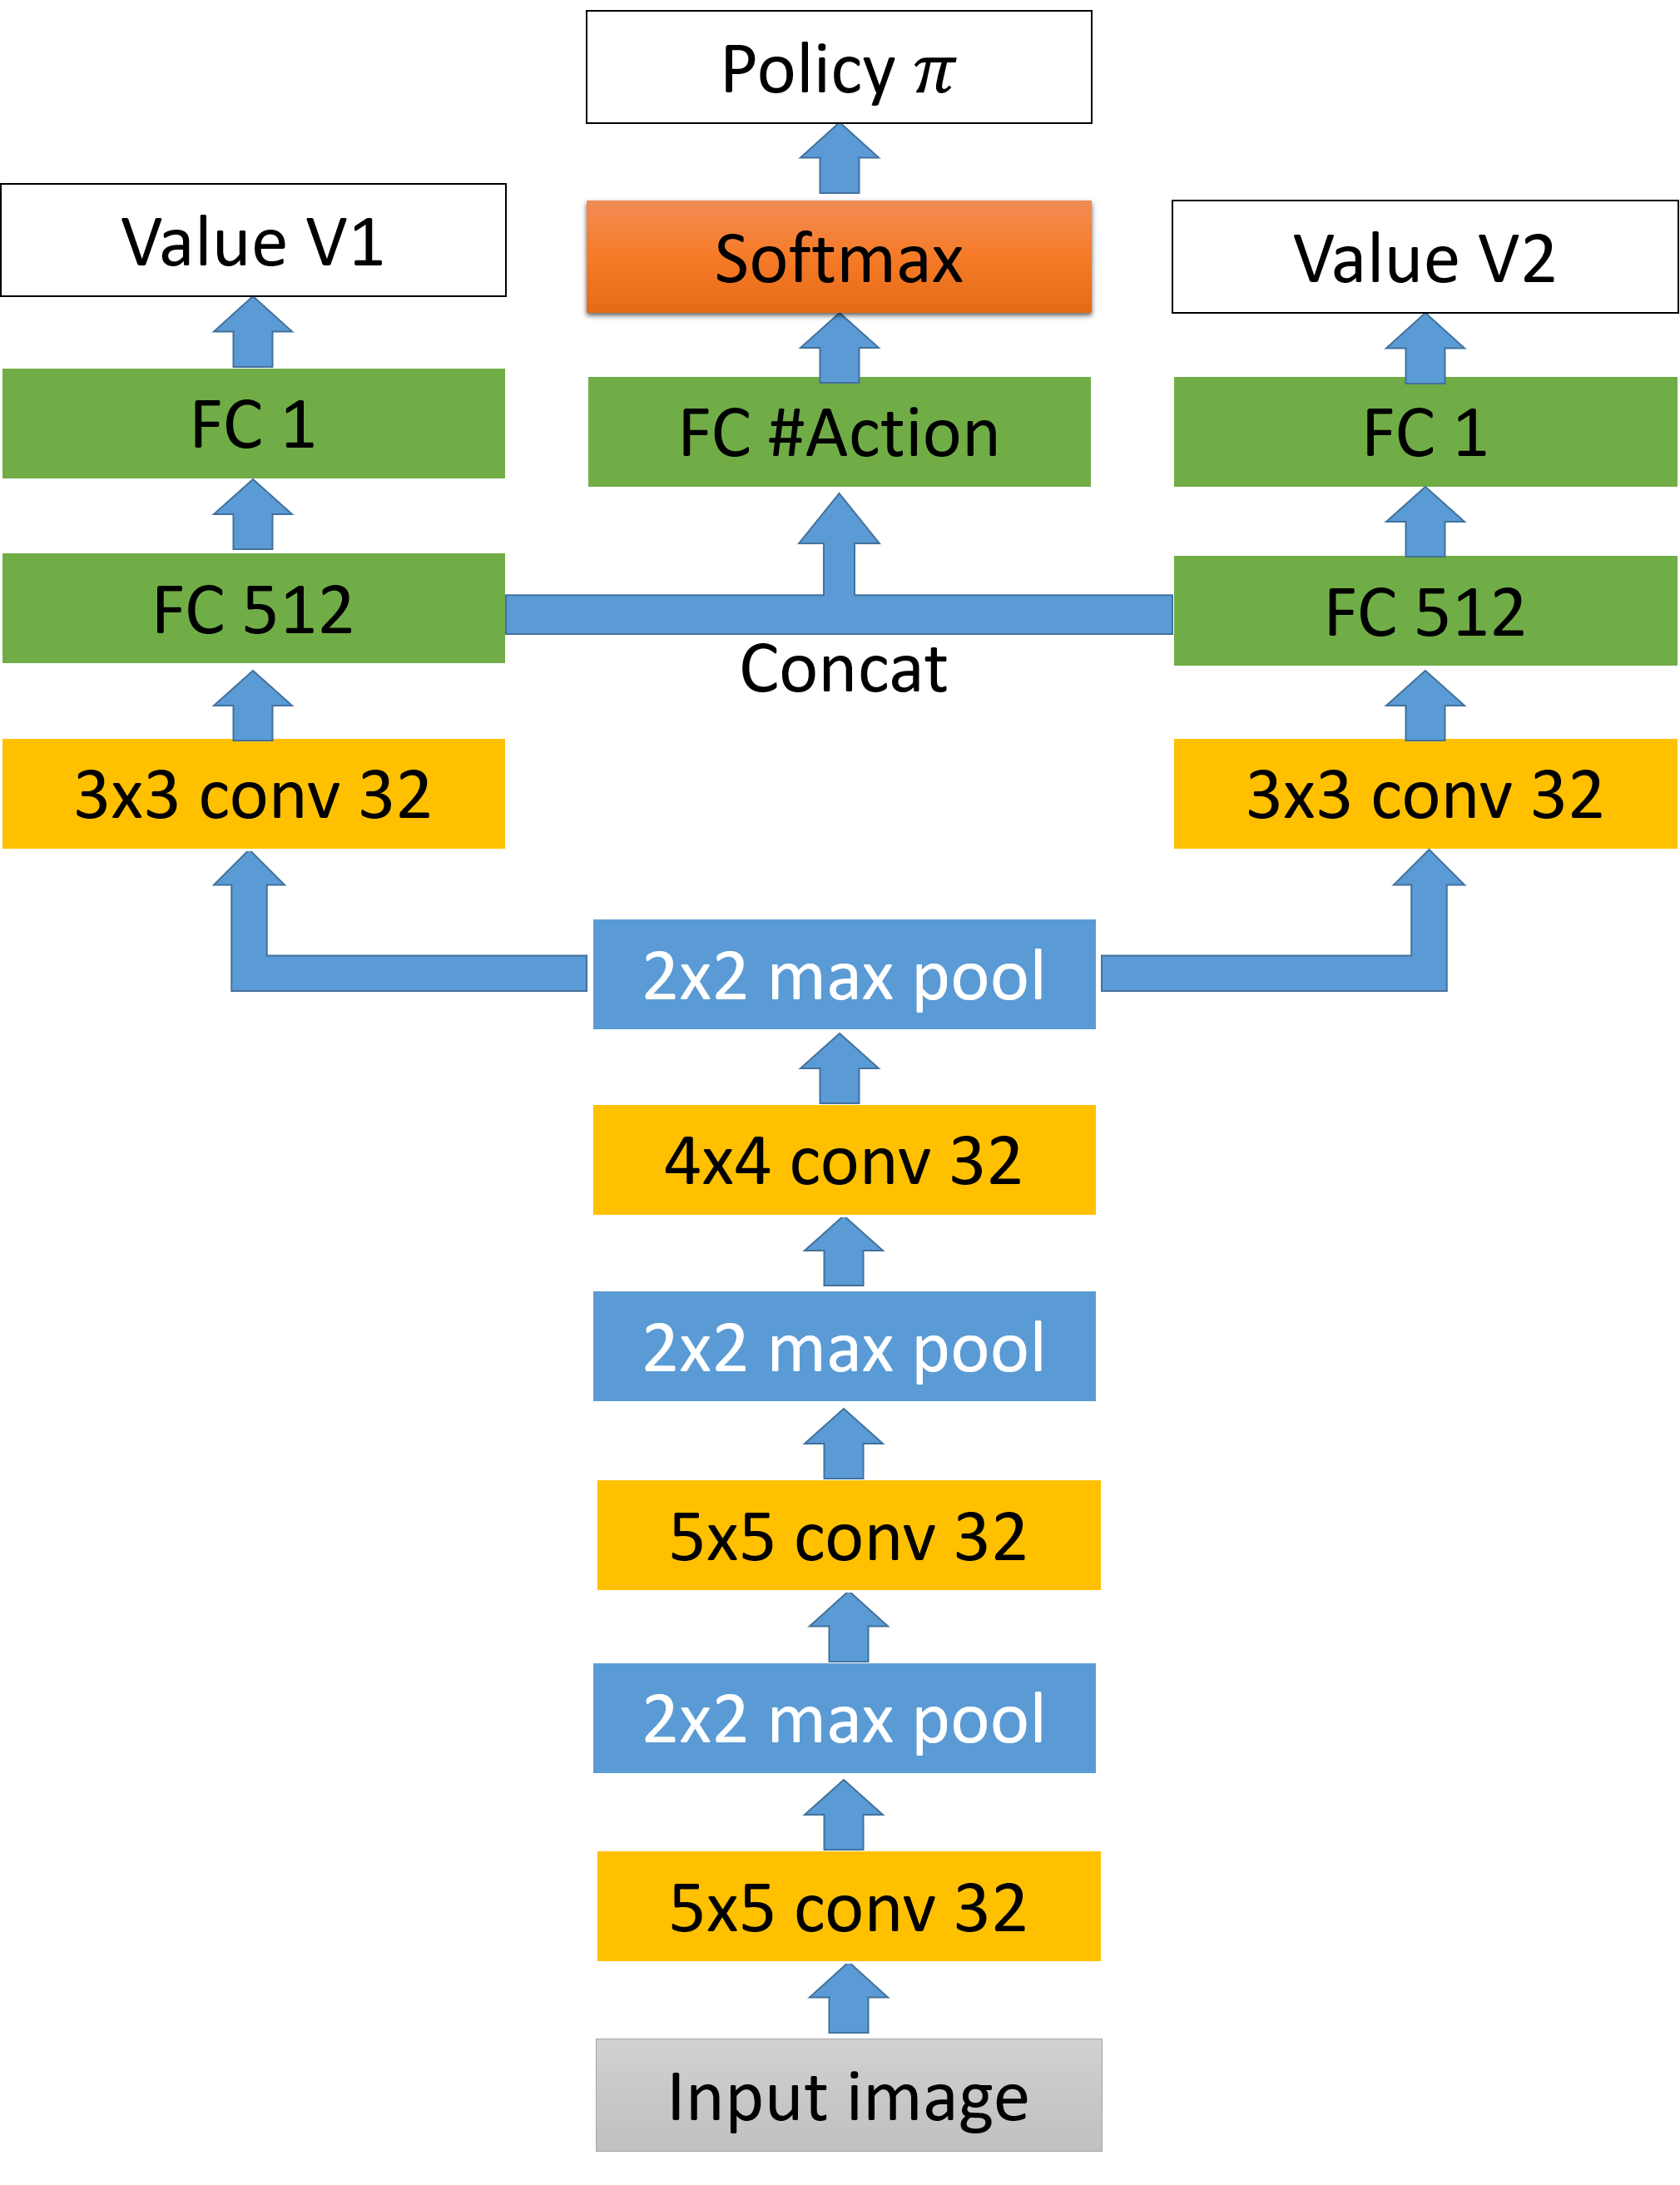 Policy π
Value V1
Softmax
Value V2
FC 1
FC #Action
FC 1
FC 512
FC 512
Concat
3x3 conv 32
3x3 conv 32
2x2 max pool
4x4 conv 32
2x2 max pool
5x5 conv 32
2x2 max pool
5x5 conv 32
Input image